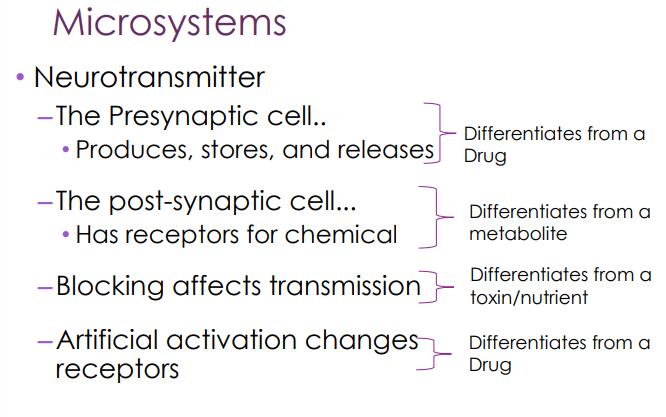 Microsystems
• Neurotransmitter
–The Presynaptic cell..
• Produces, stores, and releases
Differentiates from a
Drug
–The post-synaptic cell...
• Has receptors for chemical
Differentiates from a
metabolite
–Blocking affects transmission
Differentiates from a
toxin/nutrient
–Artificial activation changes
receptors
Differentiates from a
Drug